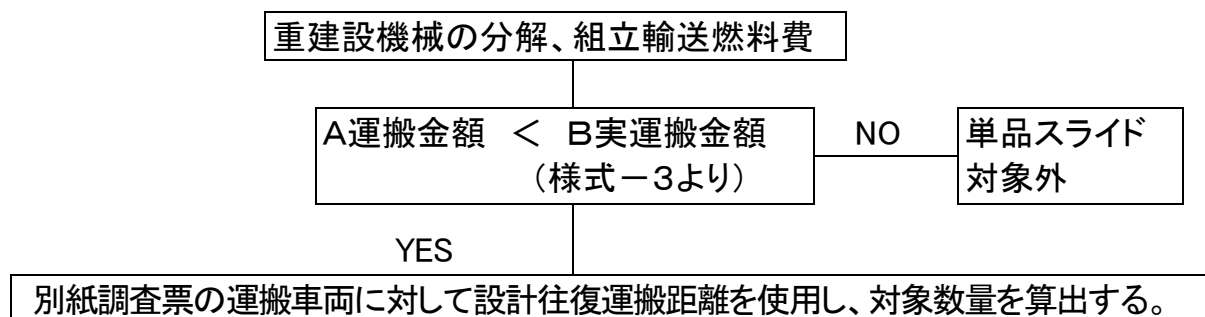 重建設機械の分解、組立輸送燃料費
A運搬金額 < B実運搬金額
(様式-3より)
NO
単品スライド
対象外
YES
別紙調査票の運搬車両に対して設計往復運搬距離を使用し、対象数量を算出する。